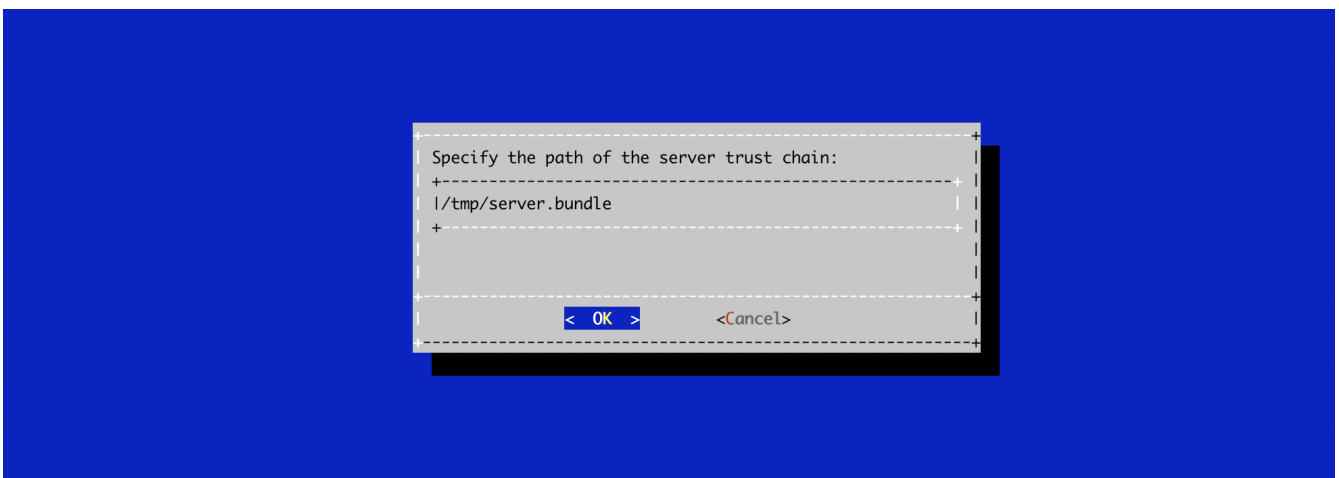 Specify the path of the server trust chain:
/tmp/server.bundle
< OK > <Cancel>